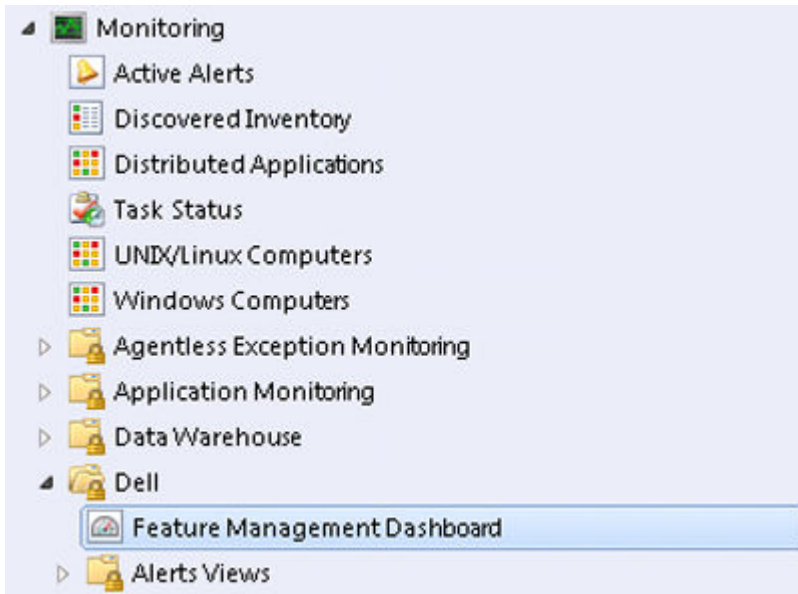 Monitoring
Active Alerts
Discovered Inventory
Distributed Applications
Task Status
UNIX/Linux Computers
Windows Computers
Agentless Exception Monitoring
Application Monitoring
Data Warehouse
Dell
Feature Management Dashboard
Alerts Views